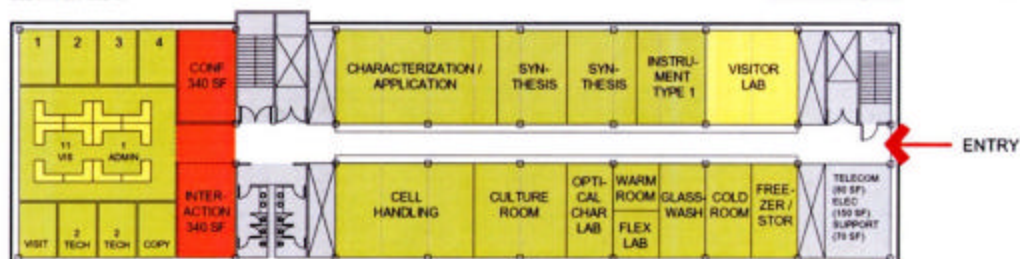 1
2
3
4
CONF
340 SF
CHARACTERIZATION /
APPLICATION
SYN-
THESIS
SYN-
THESIS
INSTRU-
MENT
TYPE 1
VISITOR
LAB
11
VIS
1
ADMIN
ENTRY
INTER-
ACTION
340 SF
CELL
HANDLING
CULTURE
ROOM
OPTI-
CAL
CHAR
LAB
WARM
ROOM
FLEX
LAB
GLASS-
WASH
COLD
ROOM
FREE-
ZER /
STOR
TELECOM
(80 SF)
ELEC
(150 SF)
SUPPORT
(70 SF)
VISIT
2
TECH
2
TECH
COPY